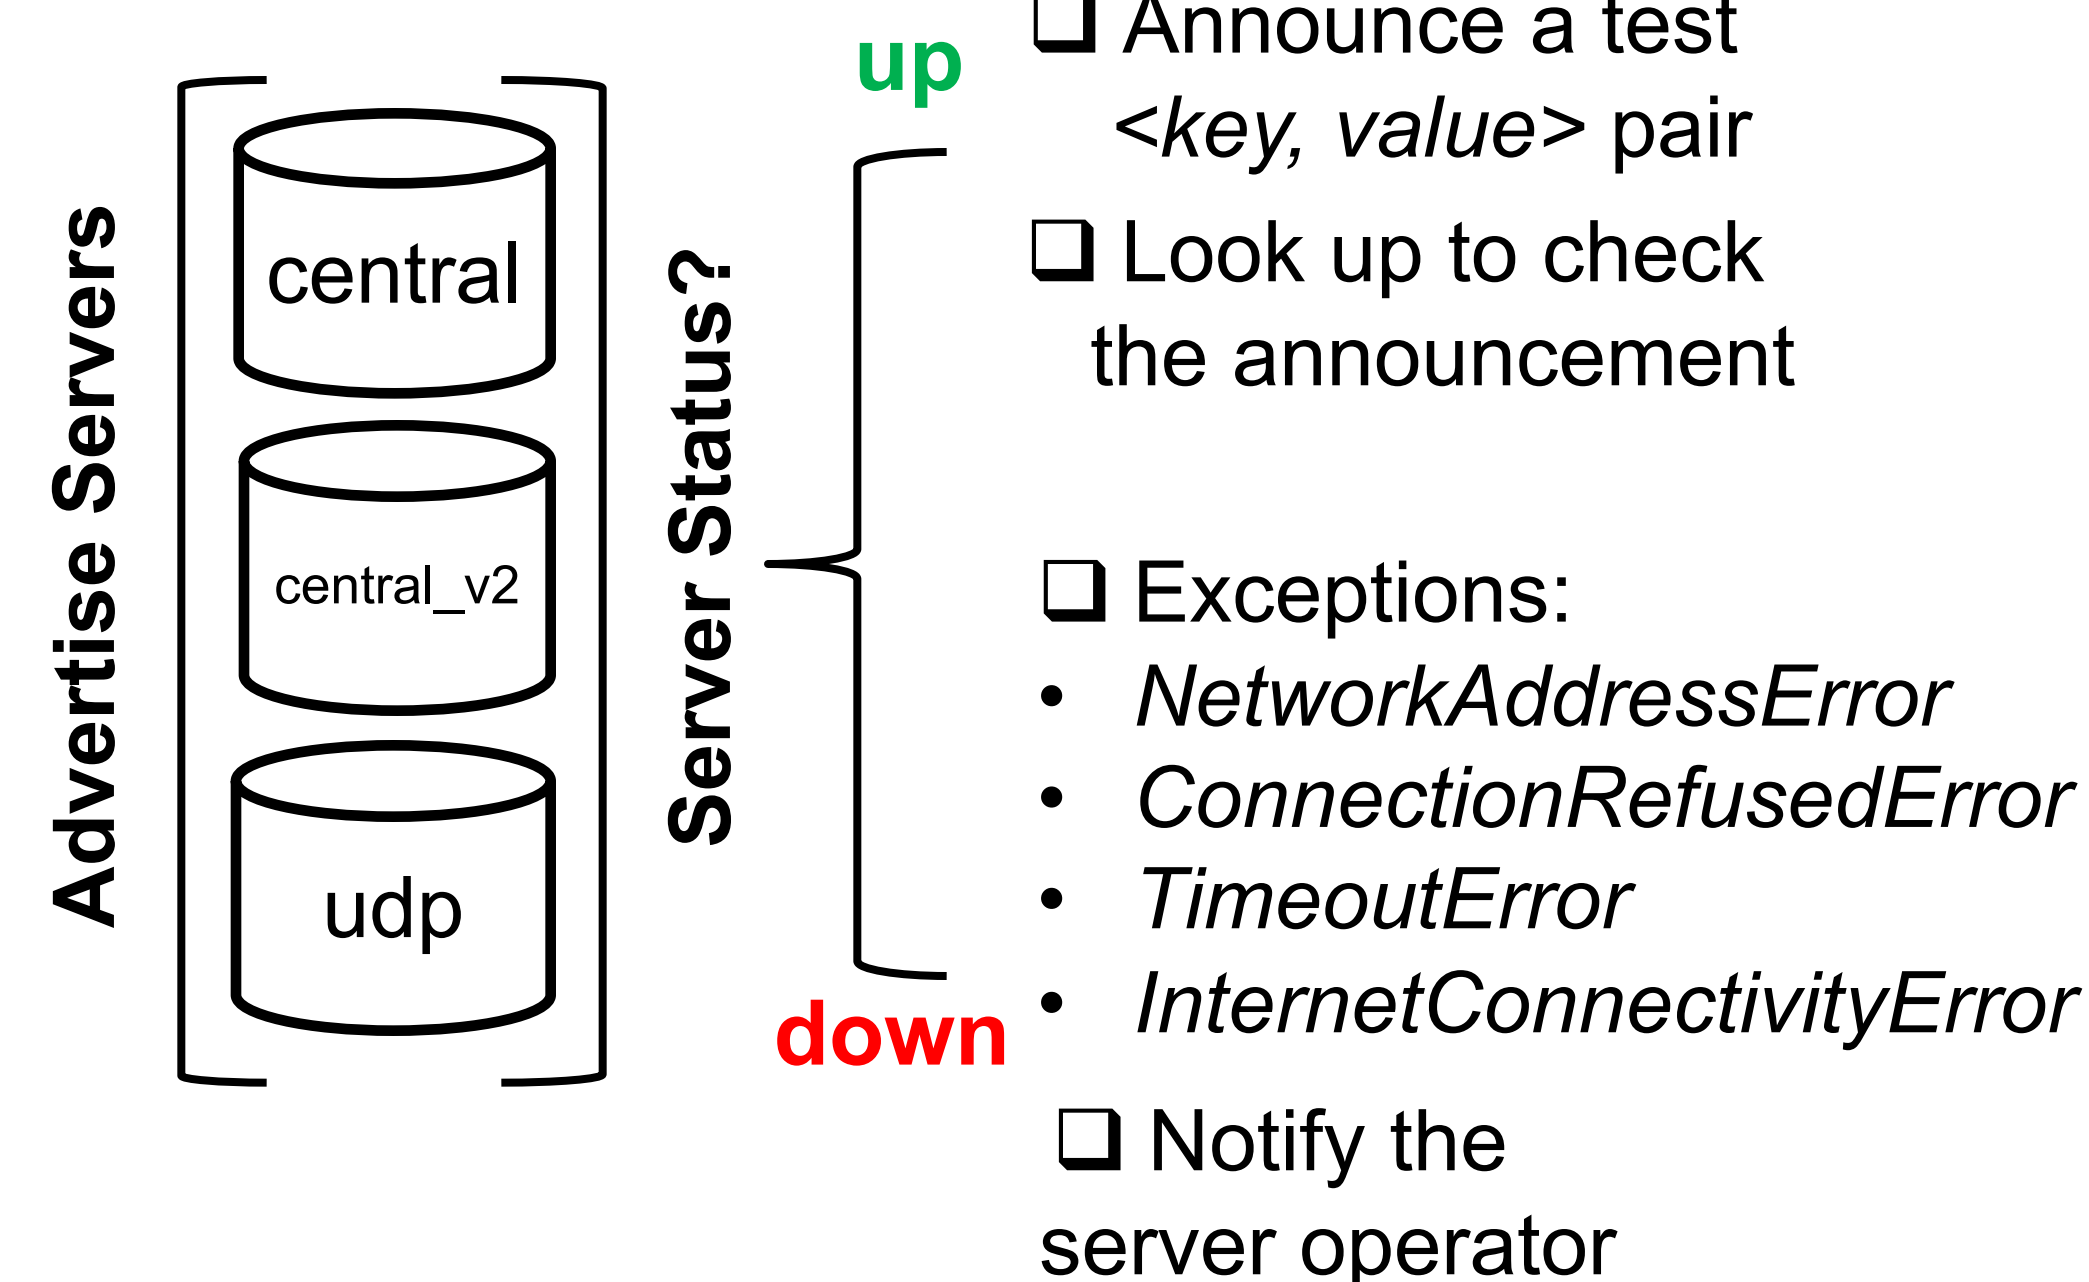 Advertise Servers
central
central_v2
udp
Server Status?
up
❑ Announce a test
<key, value> pair
❑ Look up to check
the announcement
down
❑ Exceptions:
• NetworkAddressError
• ConnectionRefusedError
• TimeoutError
• InternetConnectivityError
❑ Notify the
server operator